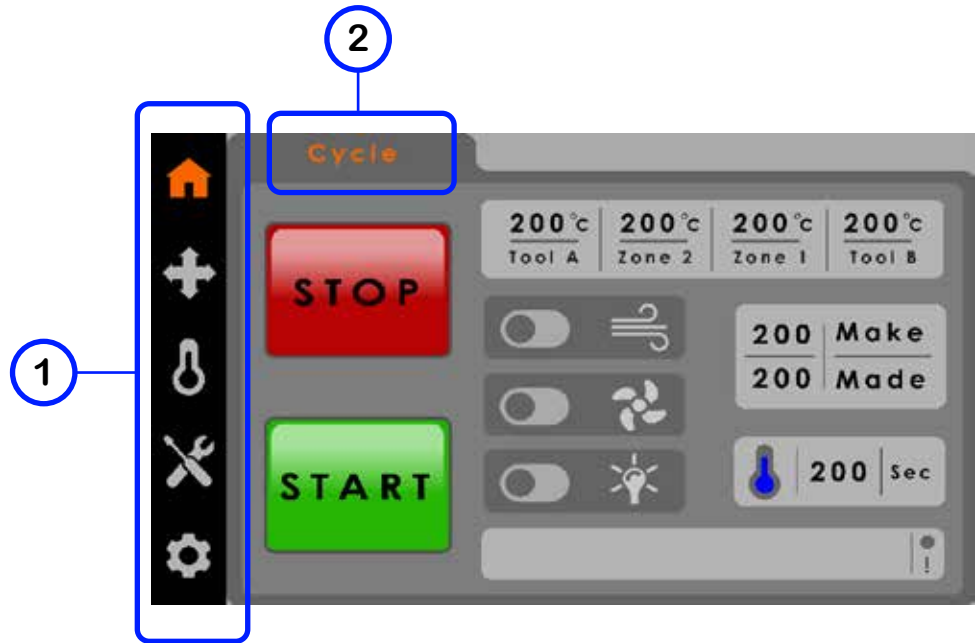 2
1
Cycle
STOP
START
200°C 200°C 200°C 200°C
Tool A Zone 2 Zone 1 Tool B
200 Make
200 Made
200 Sec
!